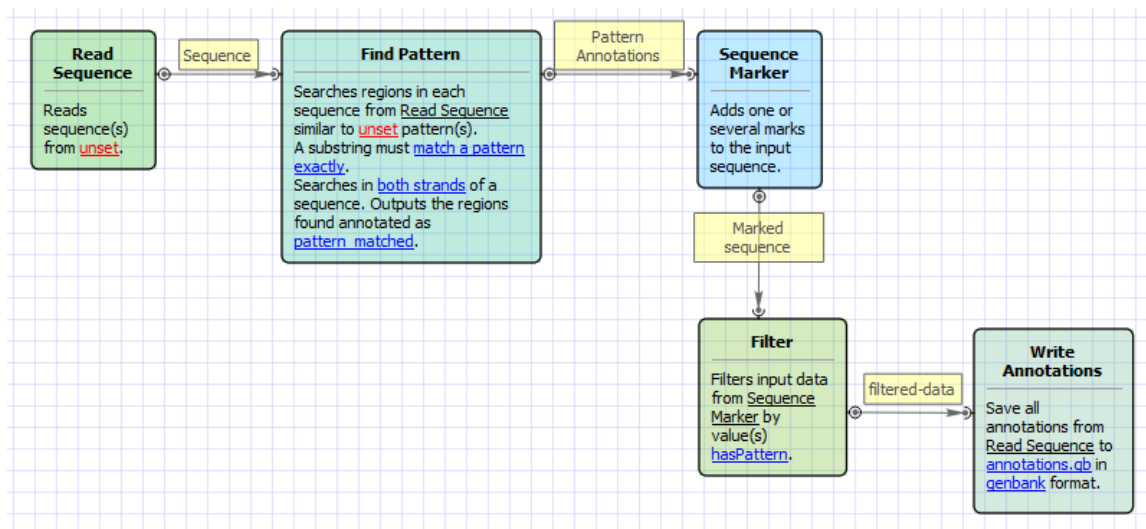 Read
Sequence
Reads
sequence(s)
from unset.
Sequence
Find Pattern
Searches regions in each
sequence from Read Sequence
similar to unset pattern(s).
A substring must match a pattern
exactly.
Searches in both strands of a
sequence. Outputs the regions
found annotated as
pattern_matched.
Pattern
Annotations
Sequence
Marker
Adds one or
several marks
to the input
sequence.
Marked
sequence
Filter
Filters input data
from Sequence
Marker by
value(s)
hasPattern.
filtered-data
Write
Annotations
Save all
annotations from
Read Sequence to
annotations.gb in
genbank format.